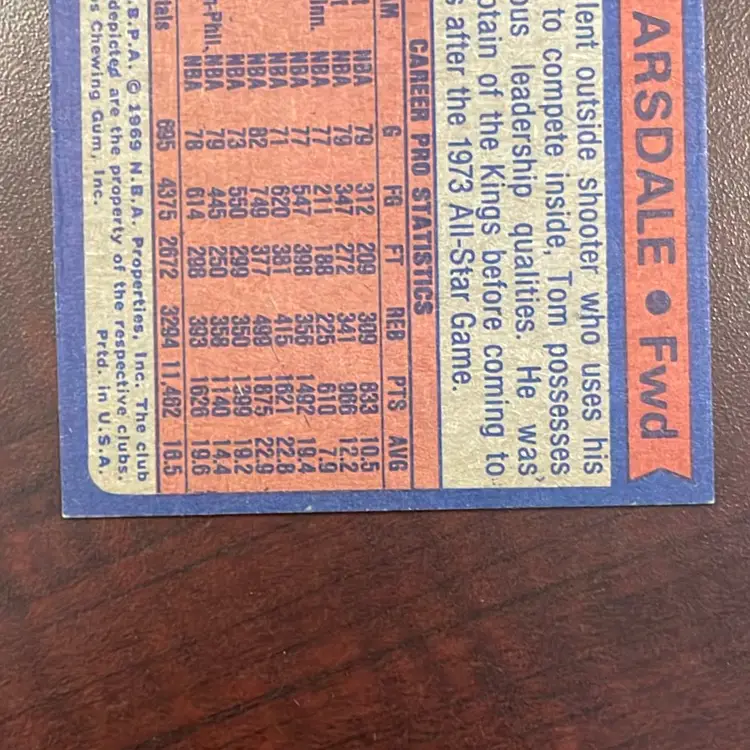 ARSDALE • Fwd
lent outside shooter who uses his
to compete inside, Tom possesses
ous leadership qualities. He was
ptain of the Kings before coming to
s after the 1973 All-Star Game.
CAREER PRO STATISTICS
AM G FG FT REB PTS AVG
t NBA 79 312 209 309 833 10.5
t NBA 79 347 272 341 966 12.2
inn. NBA 77 211 188 225 610 7.9
NBA 77 547 398 356 1492 19.4
NBA 71 620 381 415 1621 22.8
NBA 82 749 377 499 1875 22.9
NBA 73 550 299 350 1399 19.2
n-Phil. NBA 79 445 250 358 1140 14.4
NBA 78 614 298 393 1526 19.6
tals 695 4375 2672 3294 11,462 16.5
.B.P.A. © 1969 N.B.A. Properties, Inc. The club
depicted are the property of the respective clubs.
ps Chewing Gum, Inc. Prtd. in U.S.A.